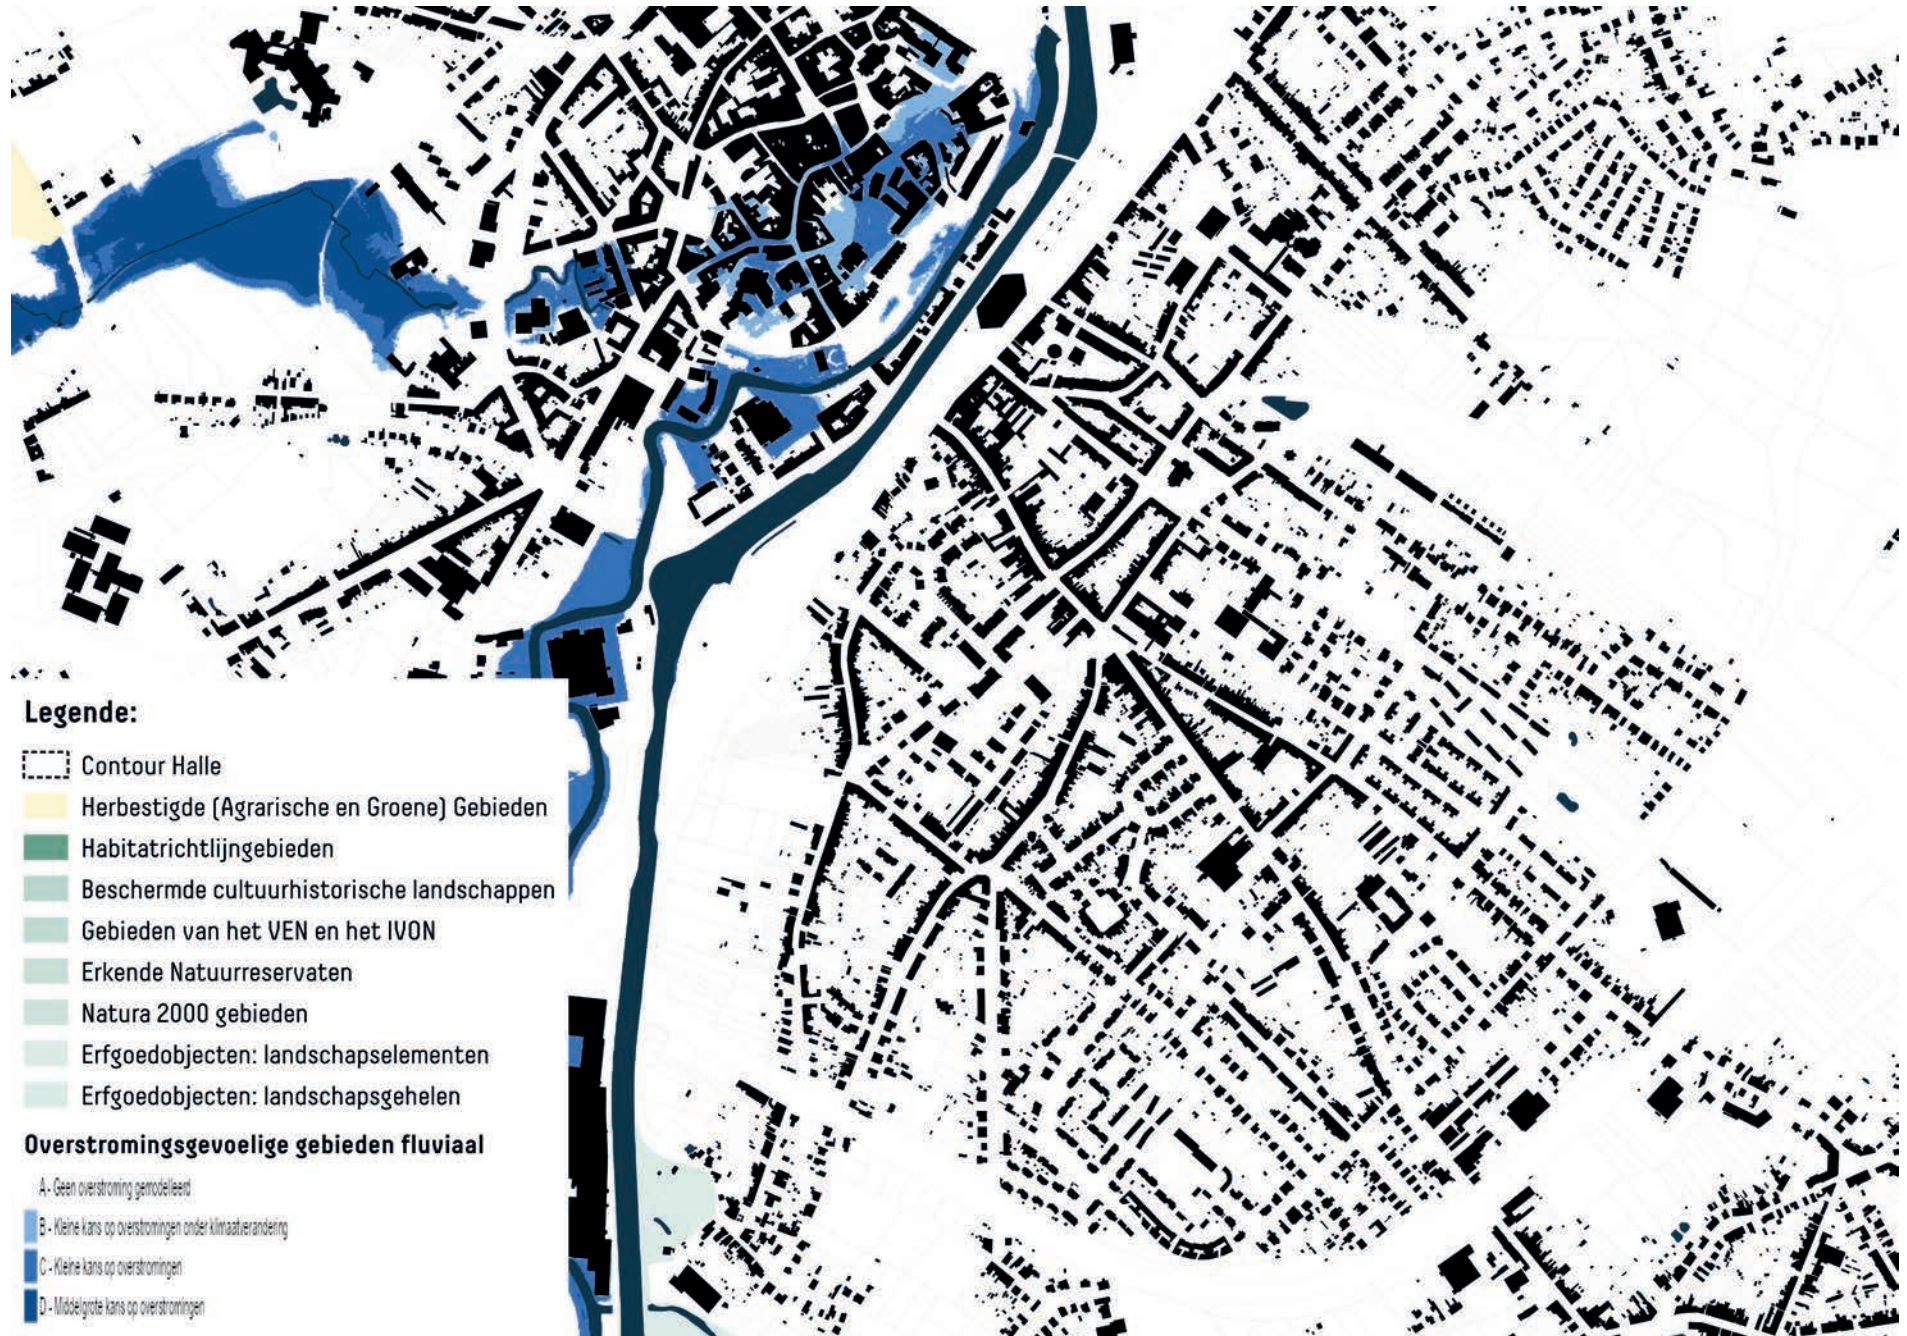 Legende:
Contour Halle
Herbestigde (Agrarische en Groene) Gebieden
Habitatrichtlijngebieden
Beschermde cultuurhistorische landschappen
Gebieden van het VEN en het IVON
Erkende Natuurreservaten
Natura 2000 gebieden
Erfgoedobjecten: landschapselementen
Erfgoedobjecten: landschapsgehelen
Overstromingsgevoelige gebieden fluviaal
A - Geen overstroming gemodelleerd
B - Kleine kans op overstromingen onder klimaatverandering
C - Kleine kans op overstromingen
D - Middelgrote kans op overstromingen